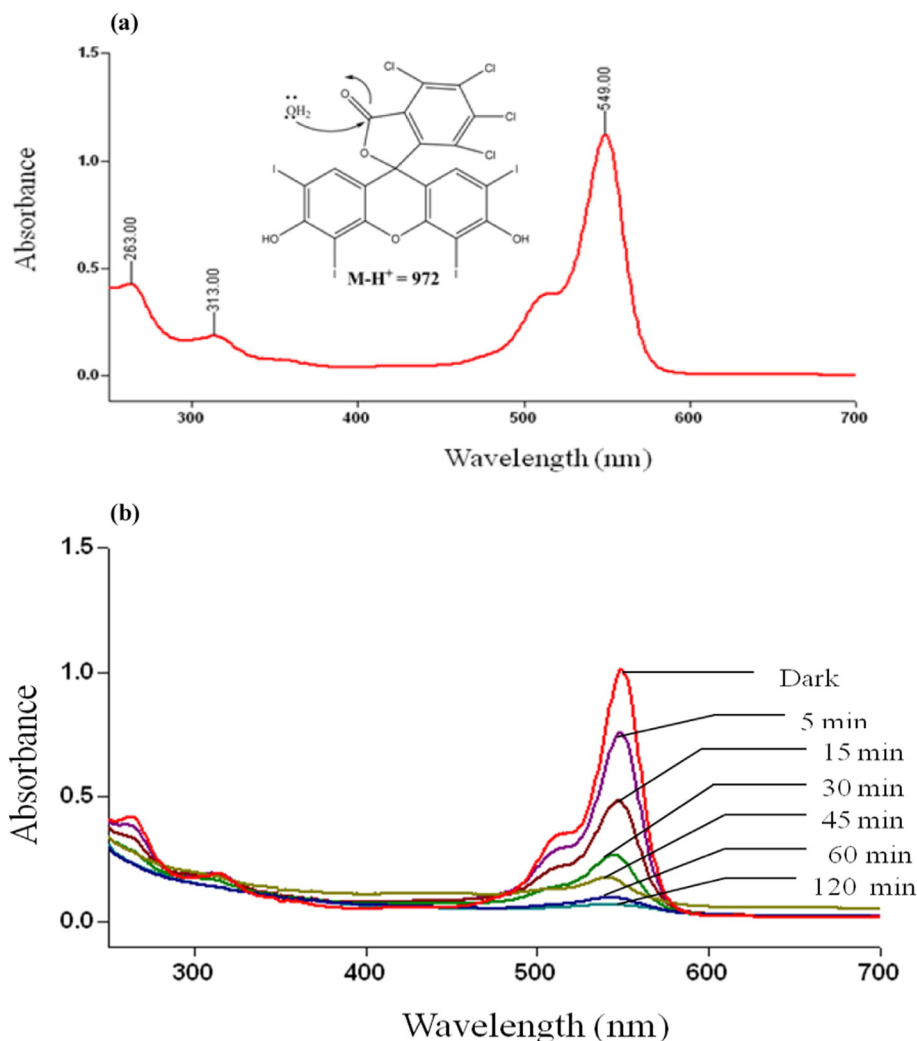 (a)
Absorbance
1.5
1.0
0.5
0.0
263.00
313.00
549.00
O
Cl
Cl
Cl
Cl
QH2
O
I
I
HO
O
OH
I
I
M-H+ = 972
300
400
500
600
700
Wavelength (nm)
(b)
Absorbance
1.5
1.0
0.5
0.0
Dark
5 min
15 min
30 min
45 min
60 min
120 min
300
400
500
600
700
Wavelength (nm)